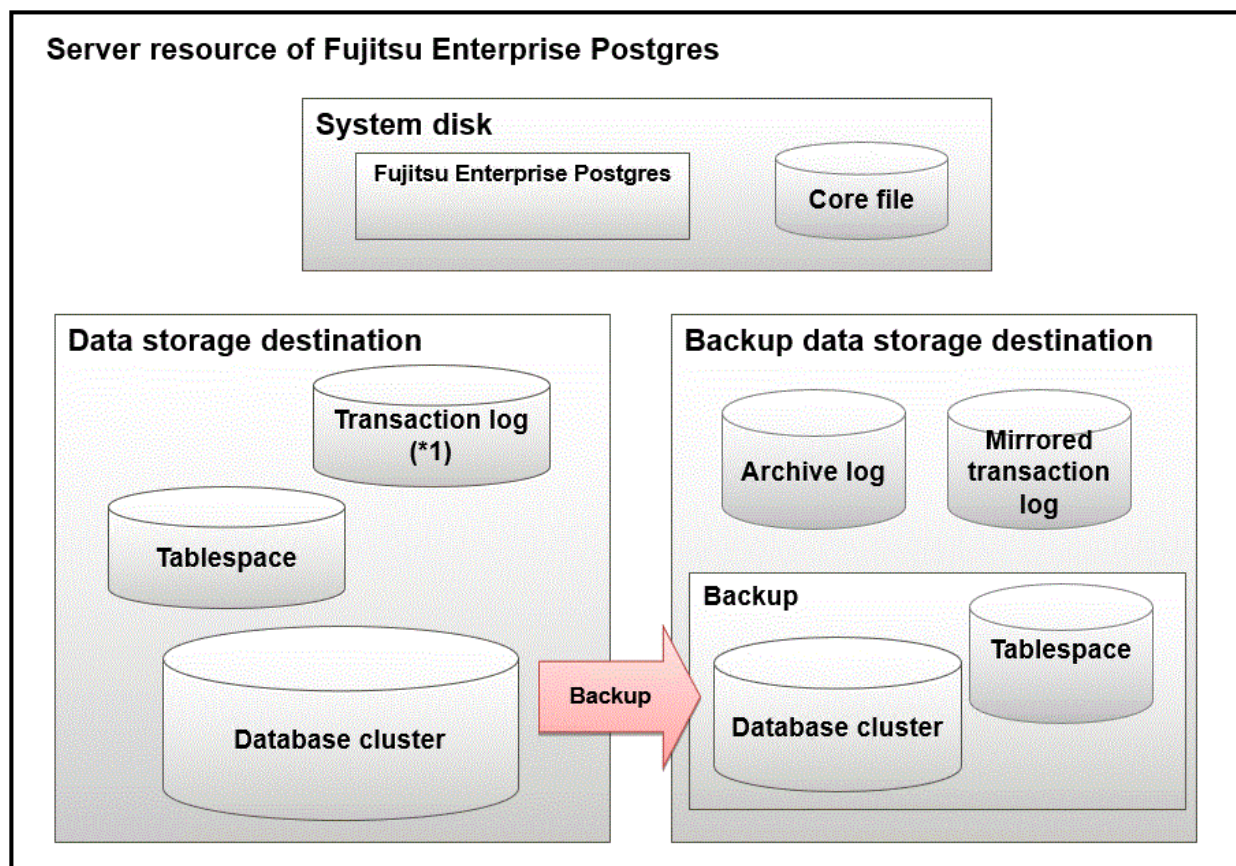 Server resource of Fujitsu Enterprise Postgres
System disk
Fujitsu Enterprise Postgres
Core file
Data storage destination
Transaction log
(*1)
Tablespace
Database cluster
Backup
Backup data storage destination
Archive log
Mirrored
transaction
log
Backup
Tablespace
Database cluster